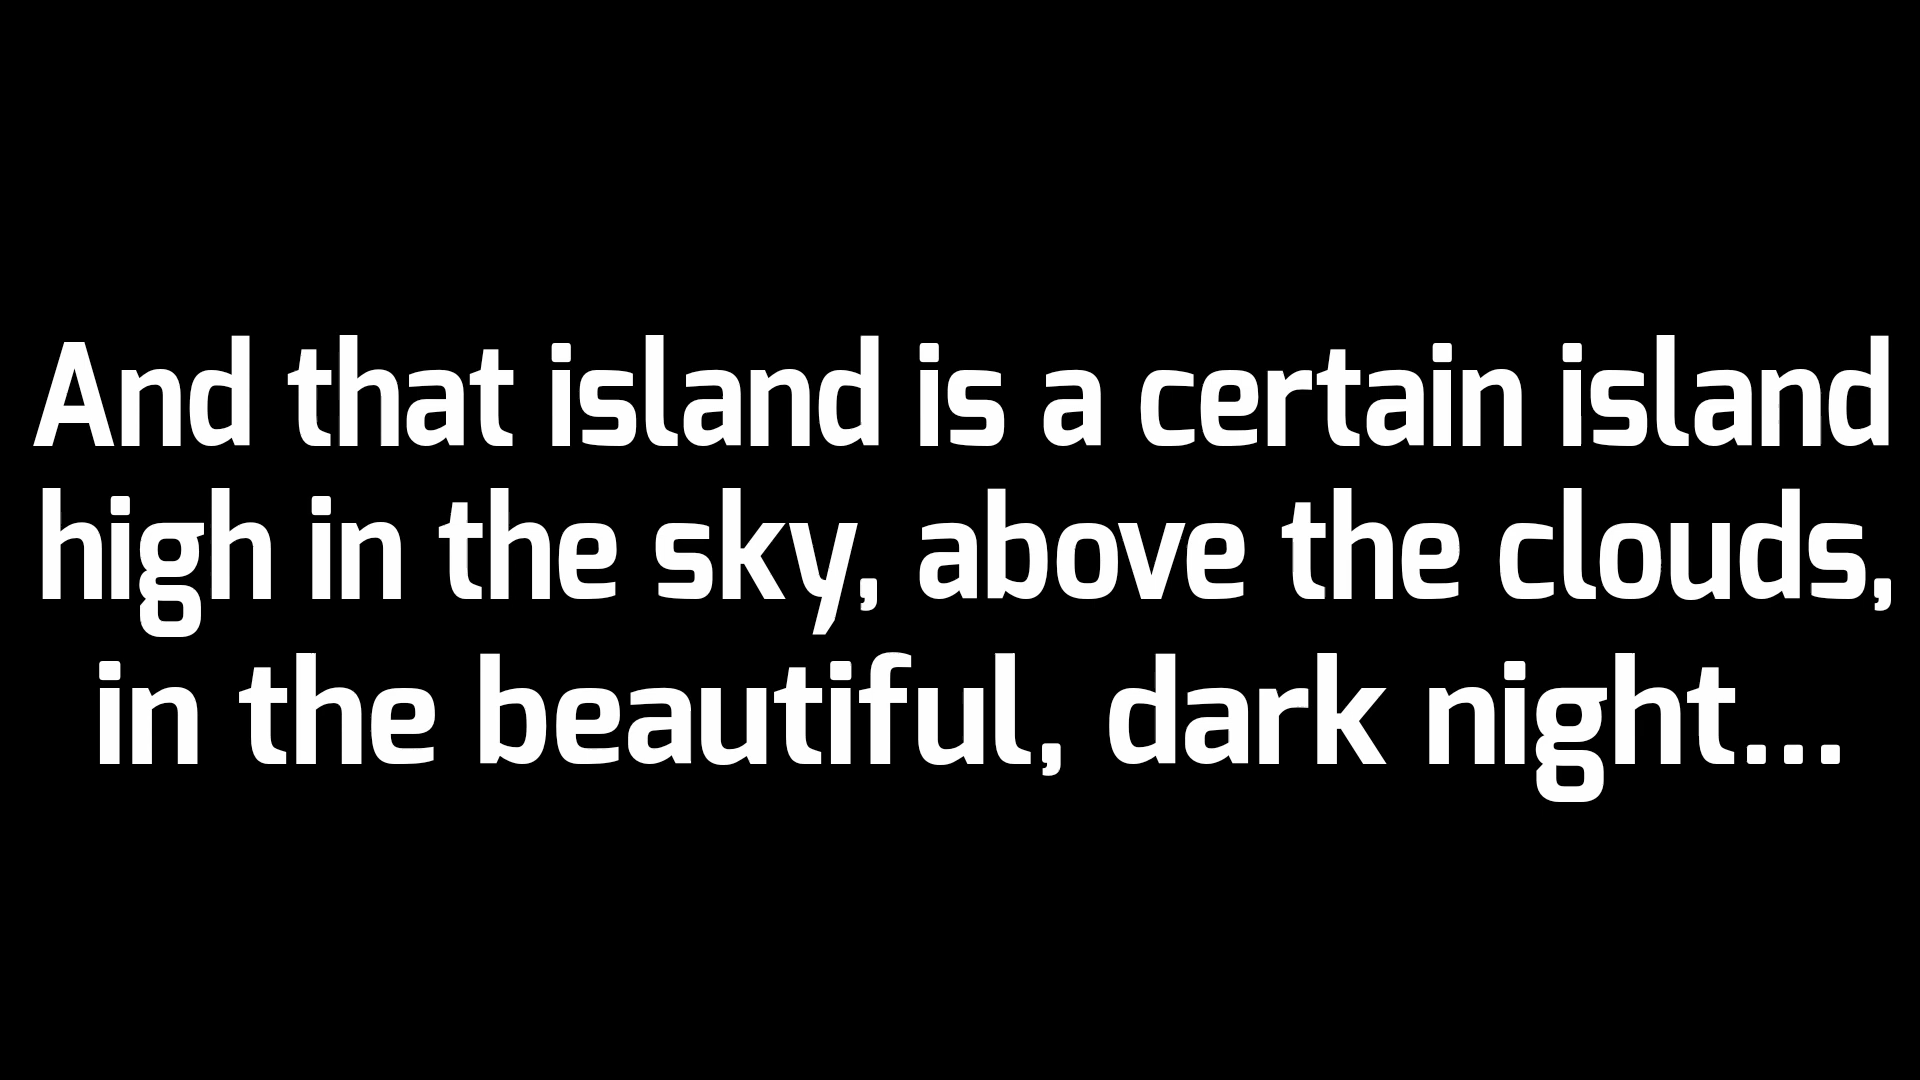 And that island is a certain island
high in the sky, above the clouds,
in the beautiful, dark night...